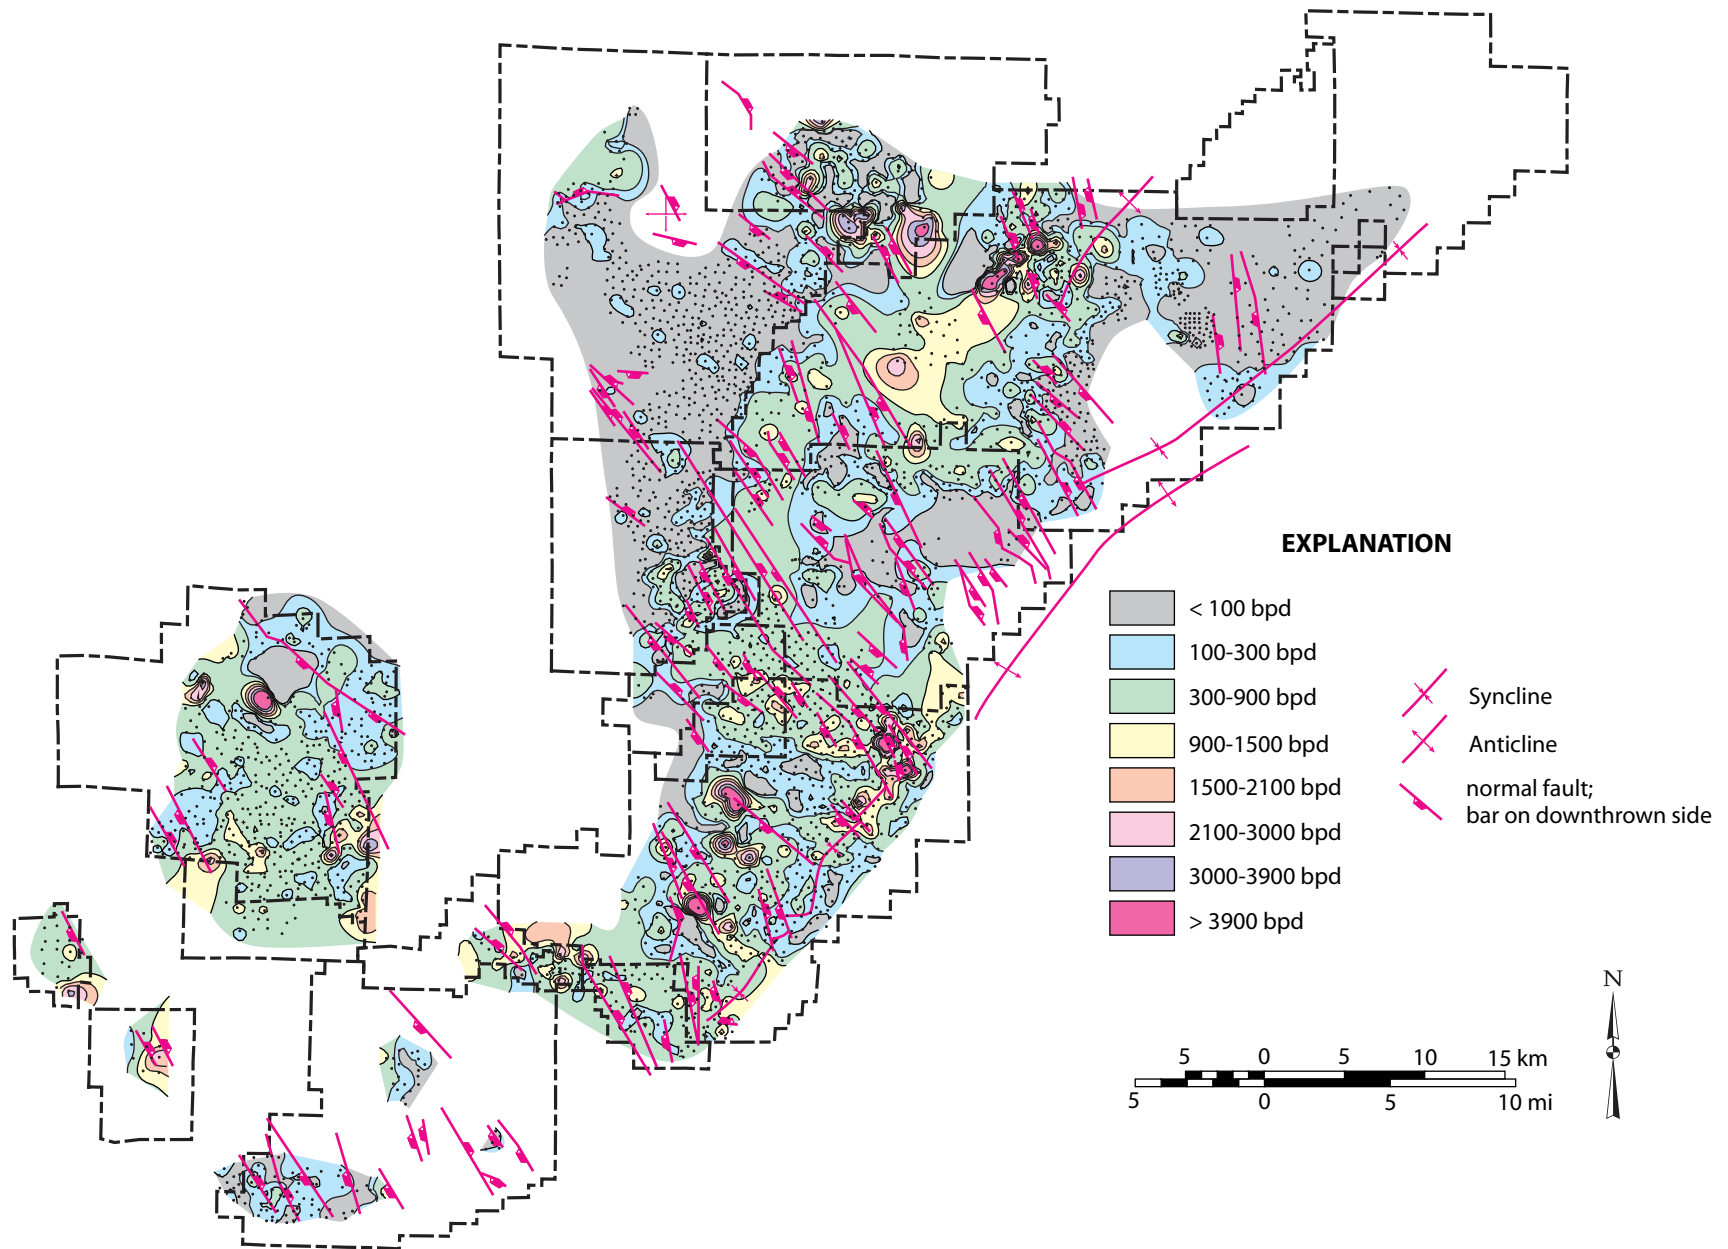 EXPLANATION
< 100 bpd
100-300 bpd
300-900 bpd
900-1500 bpd
1500-2100 bpd
2100-3000 bpd
3000-3900 bpd
> 3900 bpd
Syncline
Anticline
normal fault;
bar on downthrown side
N
5 0 5 10 15 km
5 0 5 10 mi